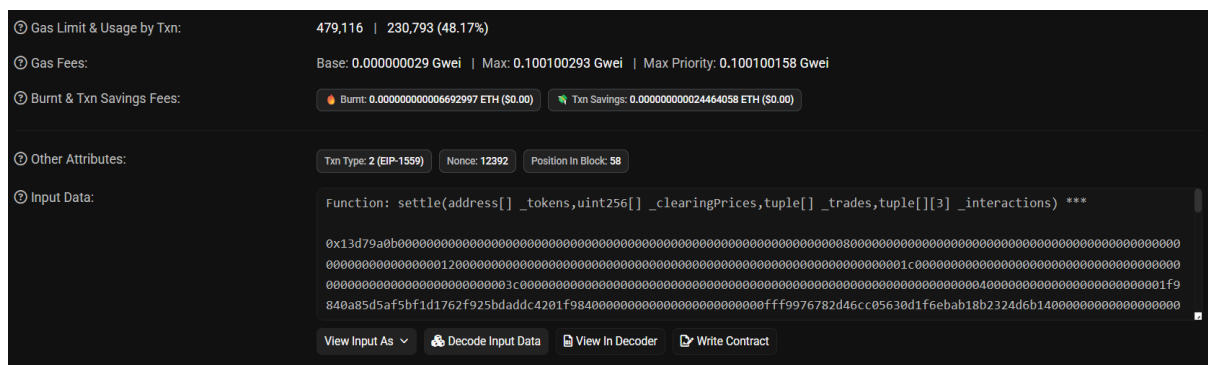 Gas Limit & Usage by Txn: 479,116 | 230,793 (48.17%)
Gas Fees: Base: 0.000000029 Gwei | Max: 0.100100293 Gwei | Max Priority: 0.100100158 Gwei
Burnt & Txn Savings Fees: Burnt: 0.000000000006692997 ETH ($0.00) Txn Savings: 0.000000000024464058 ETH ($0.00)
Other Attributes: Txn Type: 2 (EIP-1559) Nonce: 12392 Position In Block: 58
Input Data:
Function: settle(address[] _tokens,uint256[] _clearingPrices,tuple[] _trades,tuple[][3] _interactions) ***
View Input As Decode Input Data View In Decoder Write Contract